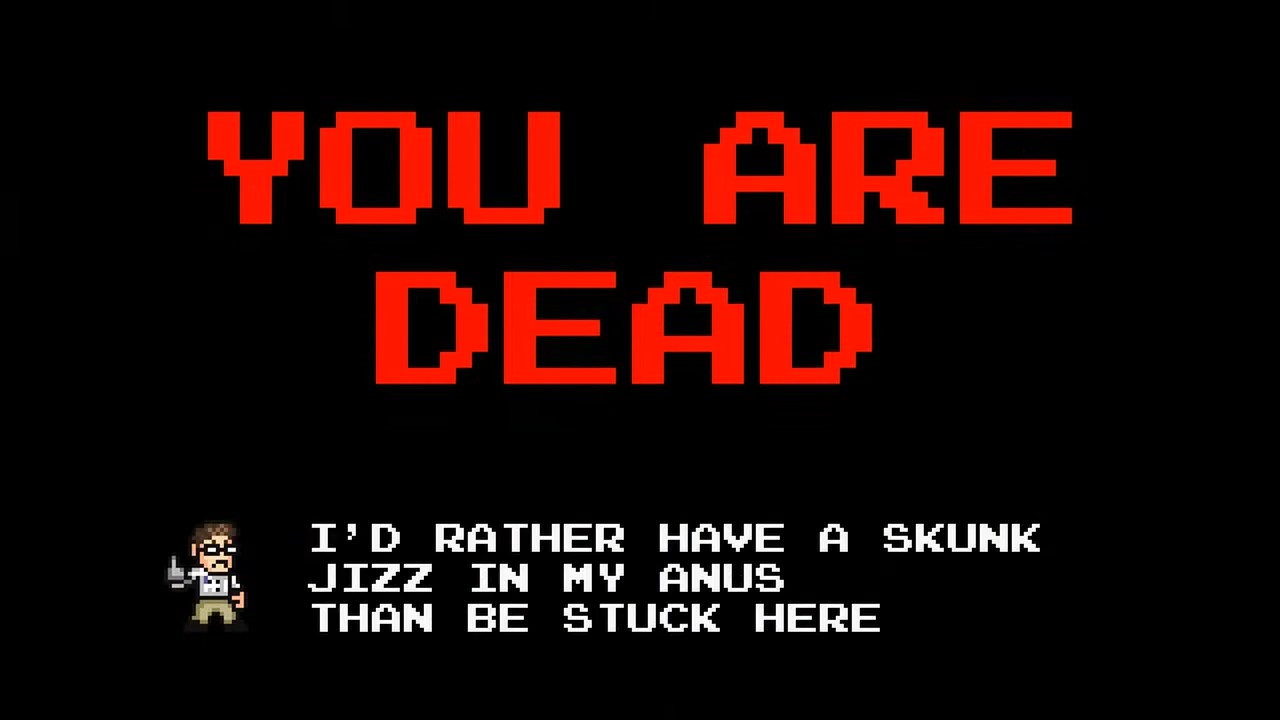 YOU ARE
DEAD
I'D RATHER HAVE A SKUNK
JIZZ IN MY ANUS
THAN BE STUCK HERE